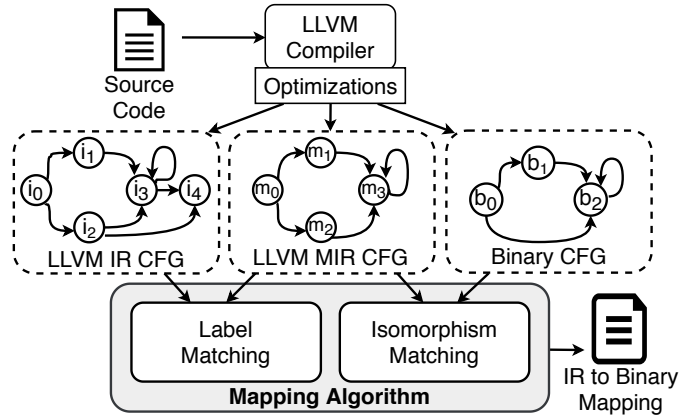 LLVM
Compiler
Optimizations
Source
Code
i0
i1
i2
i3
i4
LLVM IR CFG
m0
m1
m2
m3
LLVM MIR CFG
b0
b1
b2
Binary CFG
Label
Matching
Isomorphism
Matching
Mapping Algorithm
IR to Binary
Mapping